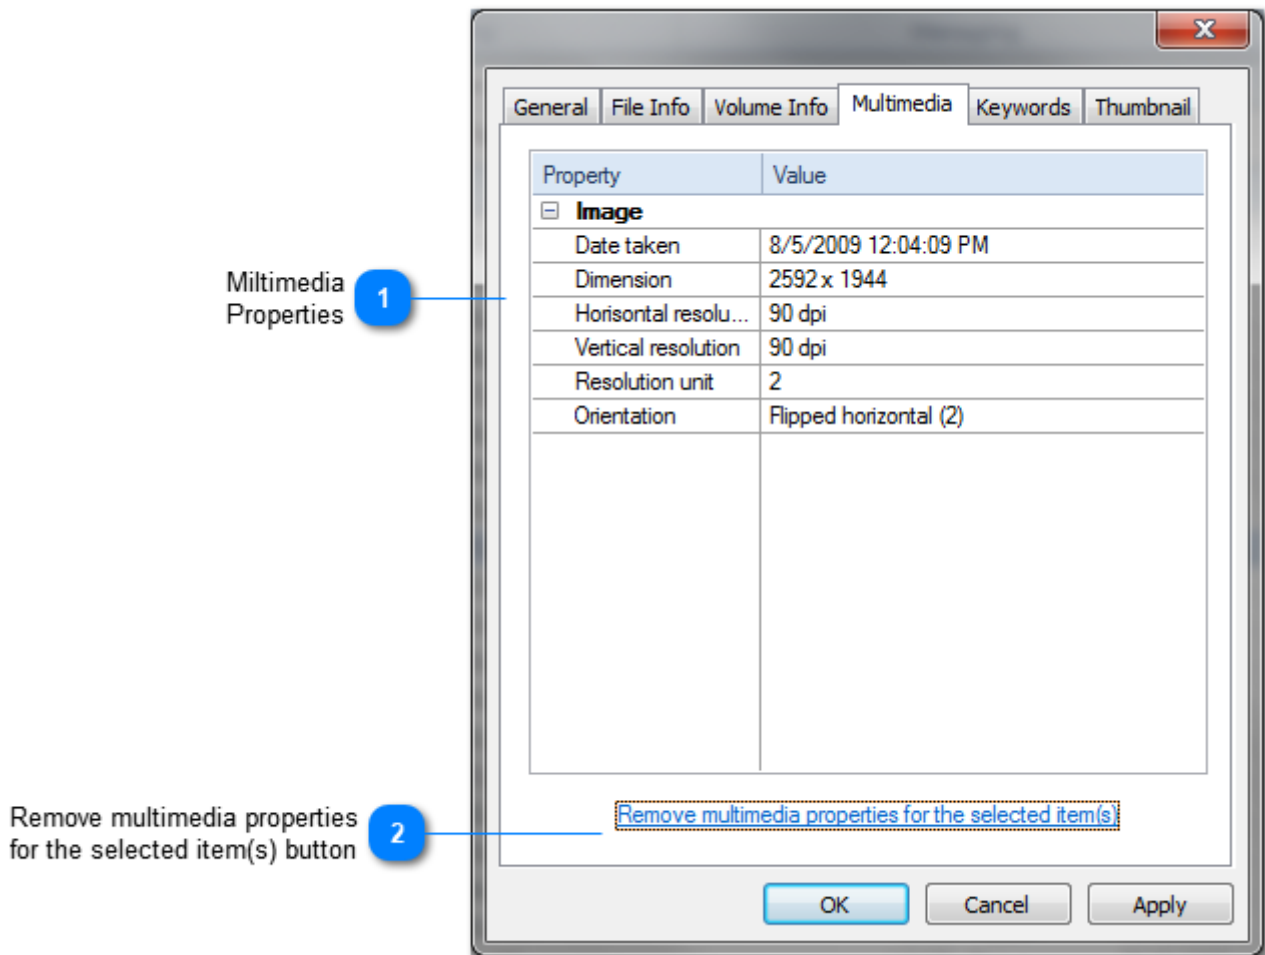 General File Info Volume Info Multimedia Keywords Thumbnail
Property Value
Image
Date taken 8/5/2009 12:04:09 PM
Dimension 2592 x 1944
Horisontal resolu... 90 dpi
Vertical resolution 90 dpi
Resolution unit 2
Orientation Flipped horizontal (2)
Miltimedia
Properties
1
Remove multimedia properties for the selected item(s)
Remove multimedia properties
for the selected item(s) button
2
OK Cancel Apply